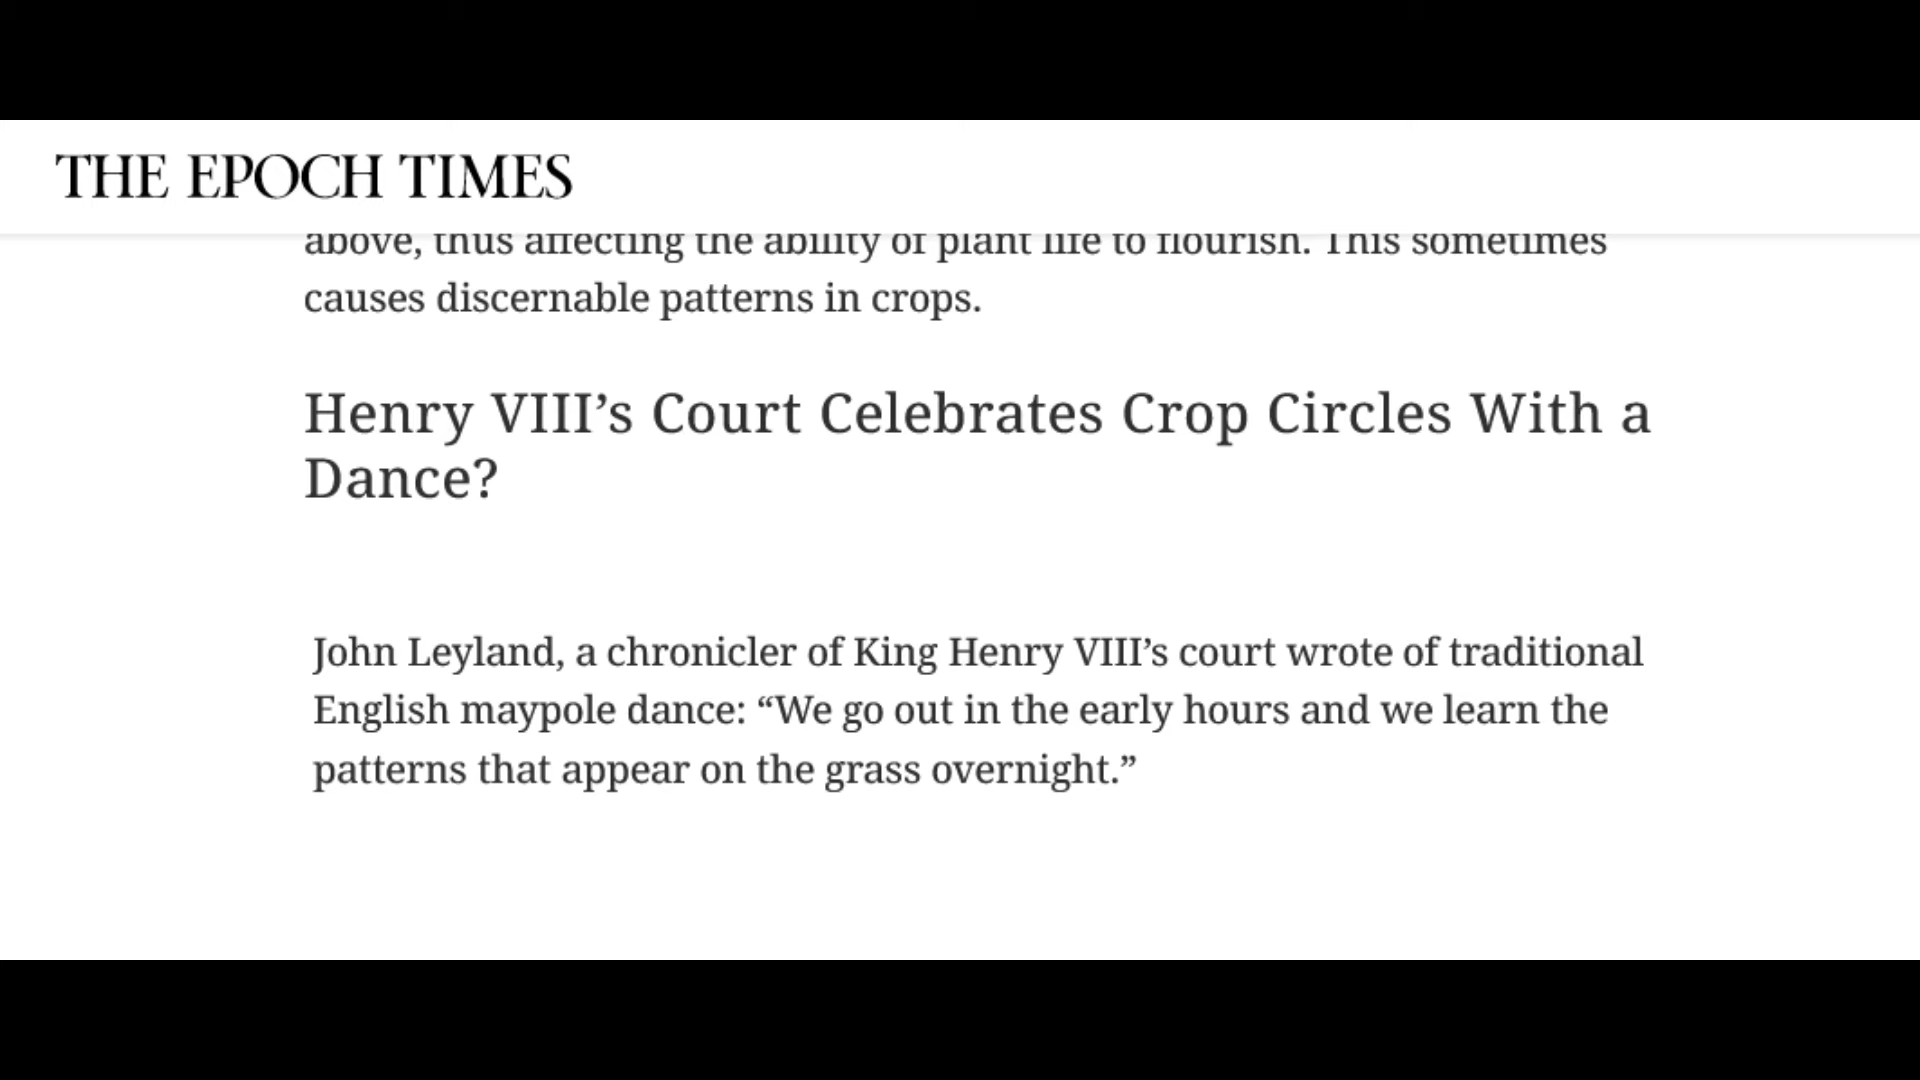 THE EPOCH TIMES
above, thus affecting the ability of plant life to flourish. This sometimes
causes discernable patterns in crops.
Henry VIII’s Court Celebrates Crop Circles With a
Dance?
John Leyland, a chronicler of King Henry VIII’s court wrote of traditional
English maypole dance: “We go out in the early hours and we learn the
patterns that appear on the grass overnight.”